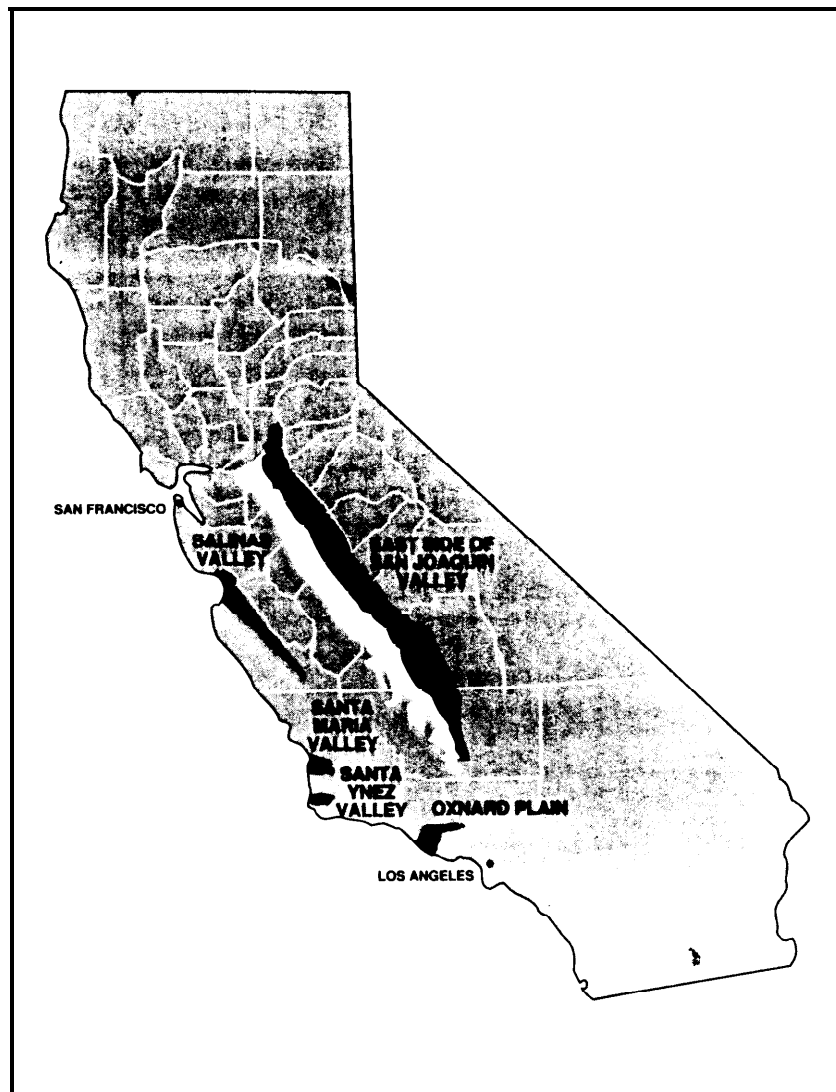 SAN FRANCISCO
SALINAS
VALLEY
EAST SIDE OF
SAN JOAQUIN
VALLEY
SANTA
MARIA
VALLEY
SANTA
YNEZ
VALLEY
OXNARD PLAIN
LOS ANGELES